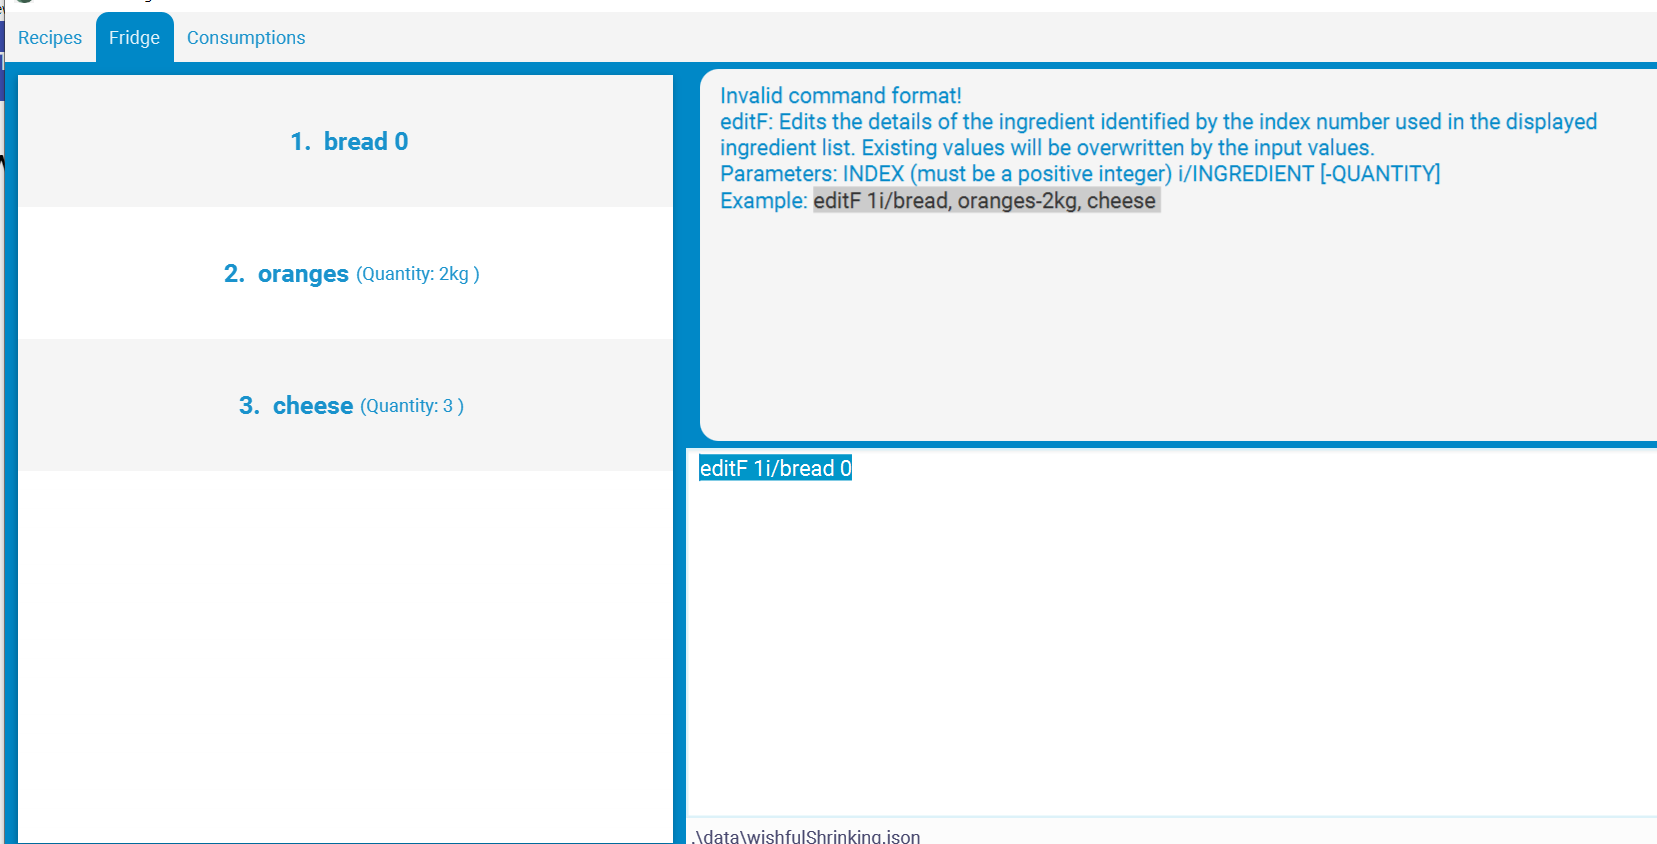 Recipes Fridge Consumptions
1. bread 0
2. oranges (Quantity: 2kg )
3. cheese (Quantity: 3 )
Invalid command format!
editF: Edits the details of the ingredient identified by the index number used in the displayed
ingredient list. Existing values will be overwritten by the input values.
Parameters: INDEX (must be a positive integer) i/INGREDIENT [-QUANTITY]
Example: editF 1i/bread, oranges-2kg, cheese
editF 1i/bread 0
.\data\wishfulShrinking.json